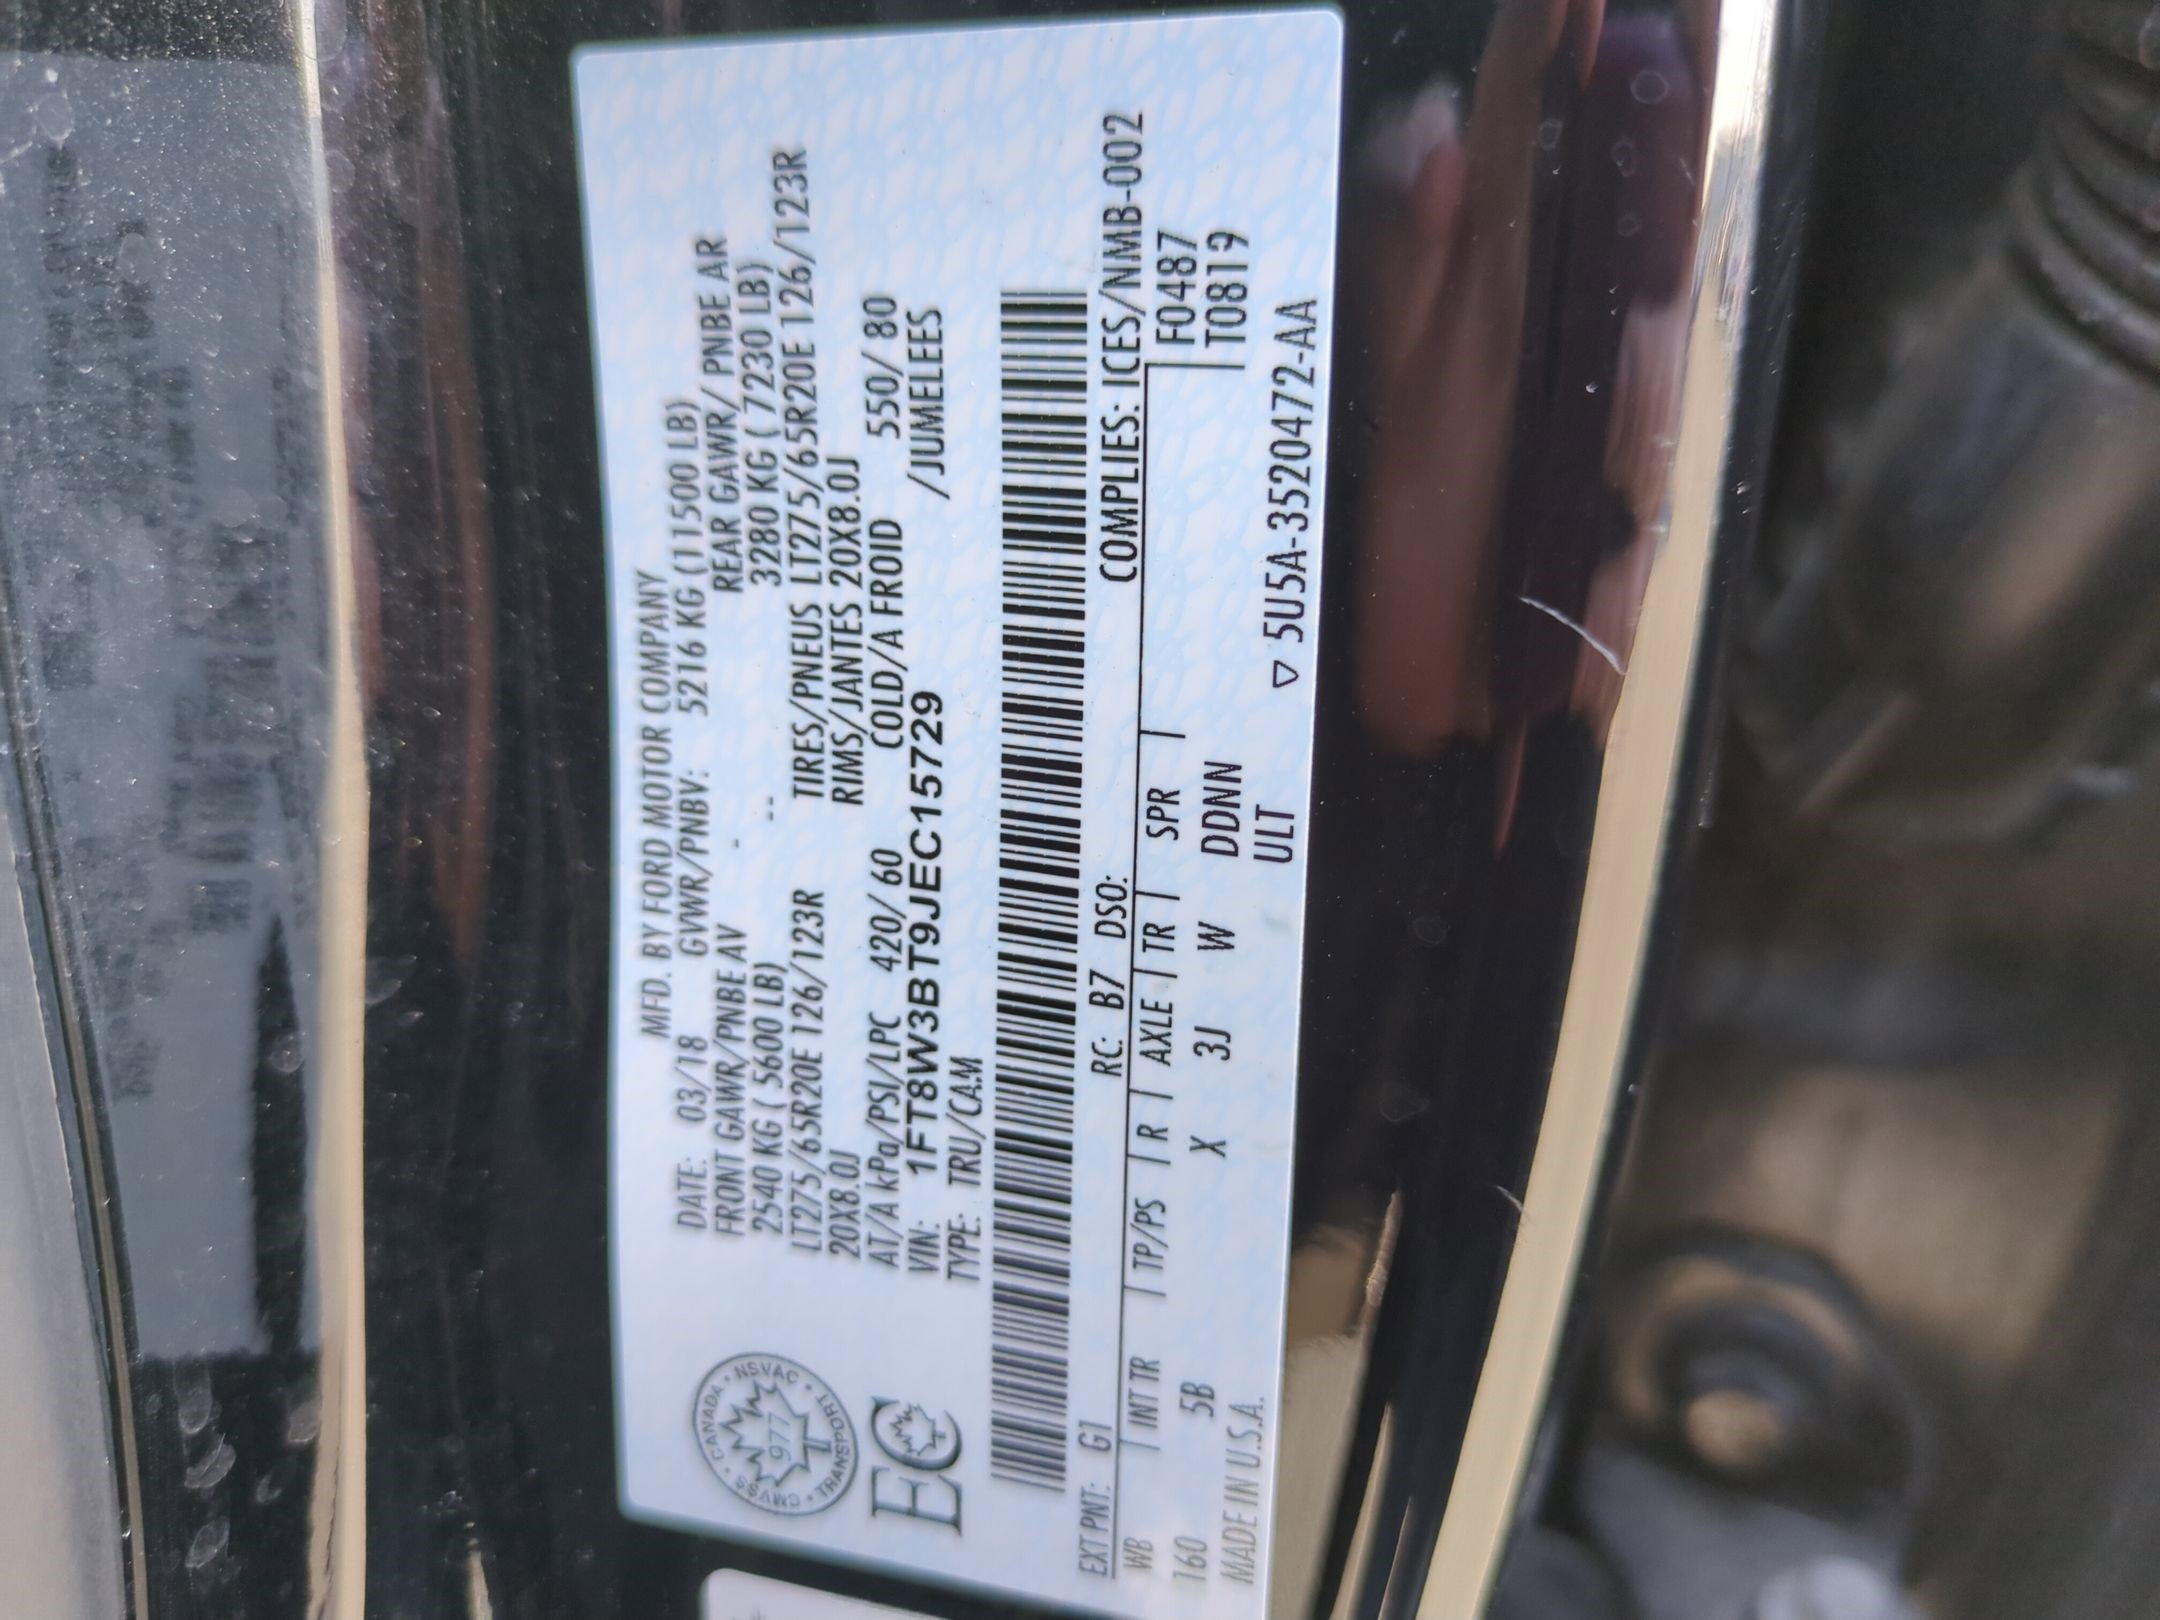 MFD. BY FORD MOTOR COMPANY
DATE: 03/18 GVWR/PNBV: 5216 KG (11500 LB)
FRONT GAWR/PNBE AV - REAR GAWR/ PNBE AR
2540 KG ( 5600 LB) -- 3280 KG ( 7230 LB)
LT275/65R20E 126/123R TIRES/PNEUS LT275/65R20E 126/123R
20X8.0J RIMS/JANTES 20X8.0J
AT/A kPa/PSI/LPC 420/ 60 COLD/A FROID 550/ 80
VIN: 1FT8W3BT9JEC15729 /JUMELEES
TYPE: TRU/CAM
CANADA • NSVAC • TRANSPORT • CMVSS
977
T
EC
EXT PNT: G1 RC: B7 DSO: COMPLIES: ICES/NMB-002
WB | INT TR | TP/PS | R | AXLE | TR | SPR | F0487
160 5B X 3J W DDNN T0819
MADE IN U.S.A. ULT ▽ 5U5A-3520472-AA